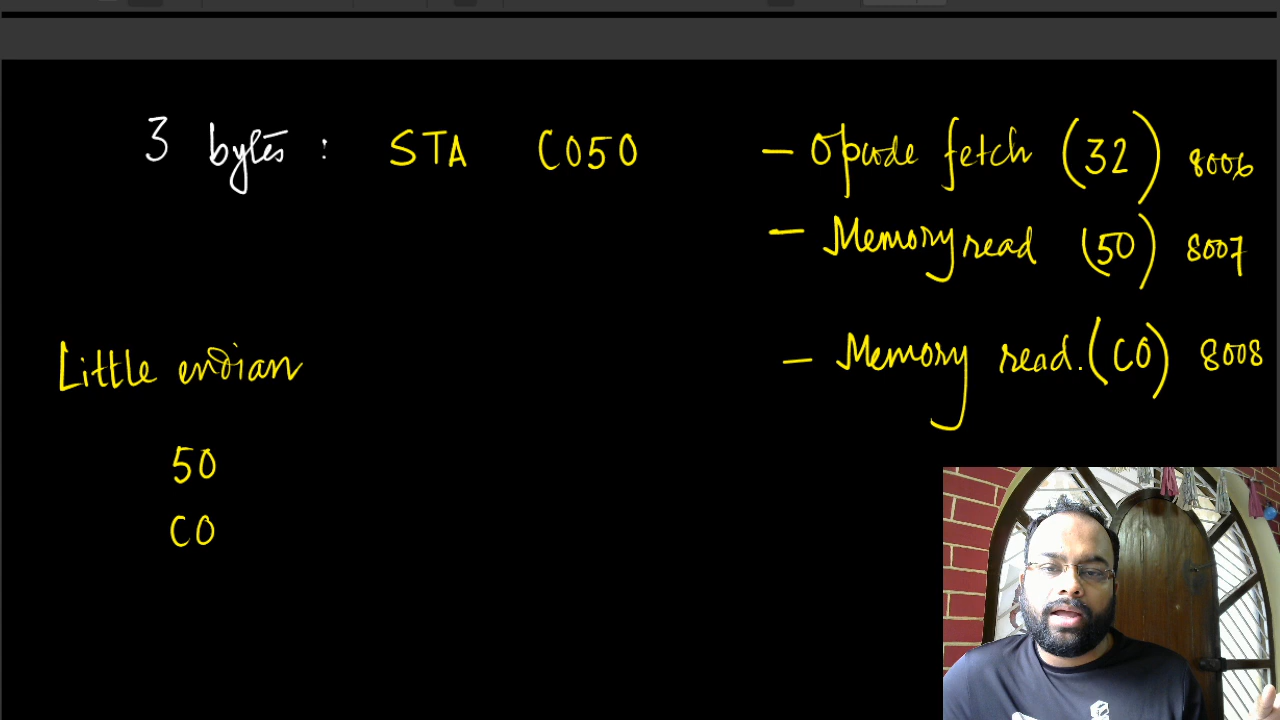 3 bytes : STA C050
- Opcode fetch (32) 8006
- Memory read (50) 8007
- Memory read. (C0) 8008
Little endian
50
C0